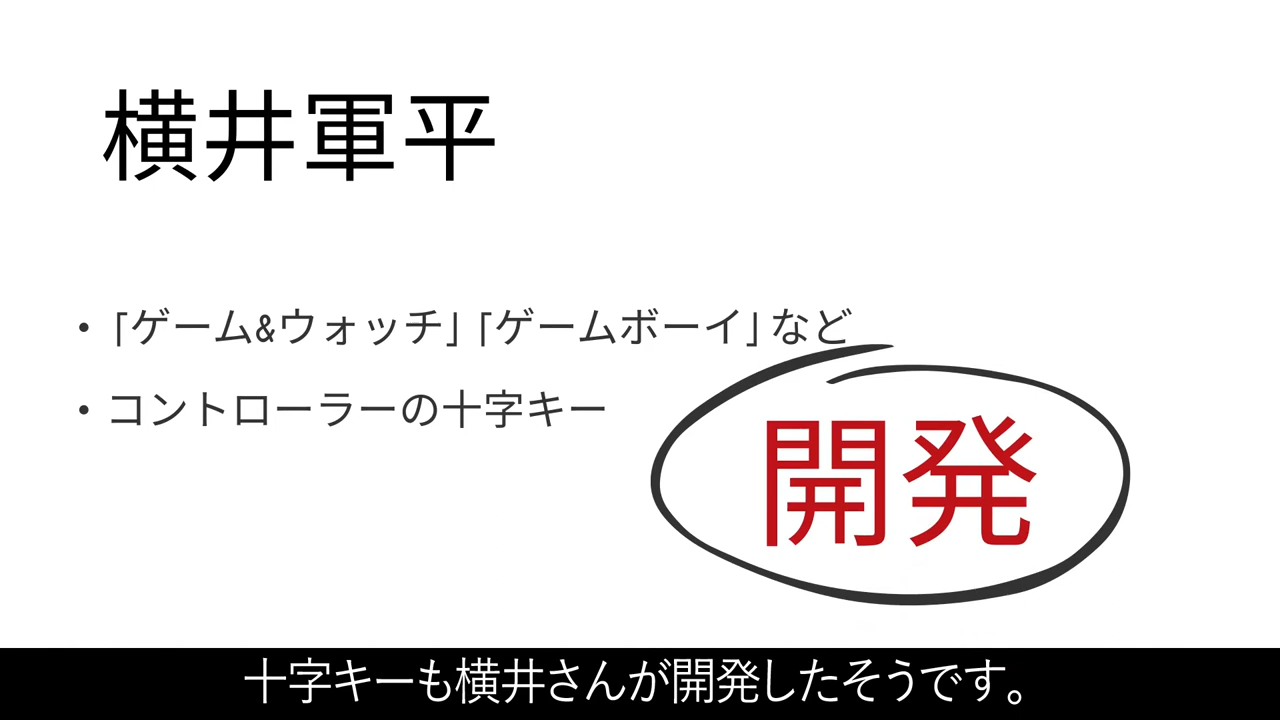 横井軍平
・「ゲーム&ウォッチ」「ゲームボーイ」など
・コントローラーの十字キー
開発
十字キーも横井さんが開発したそうです。